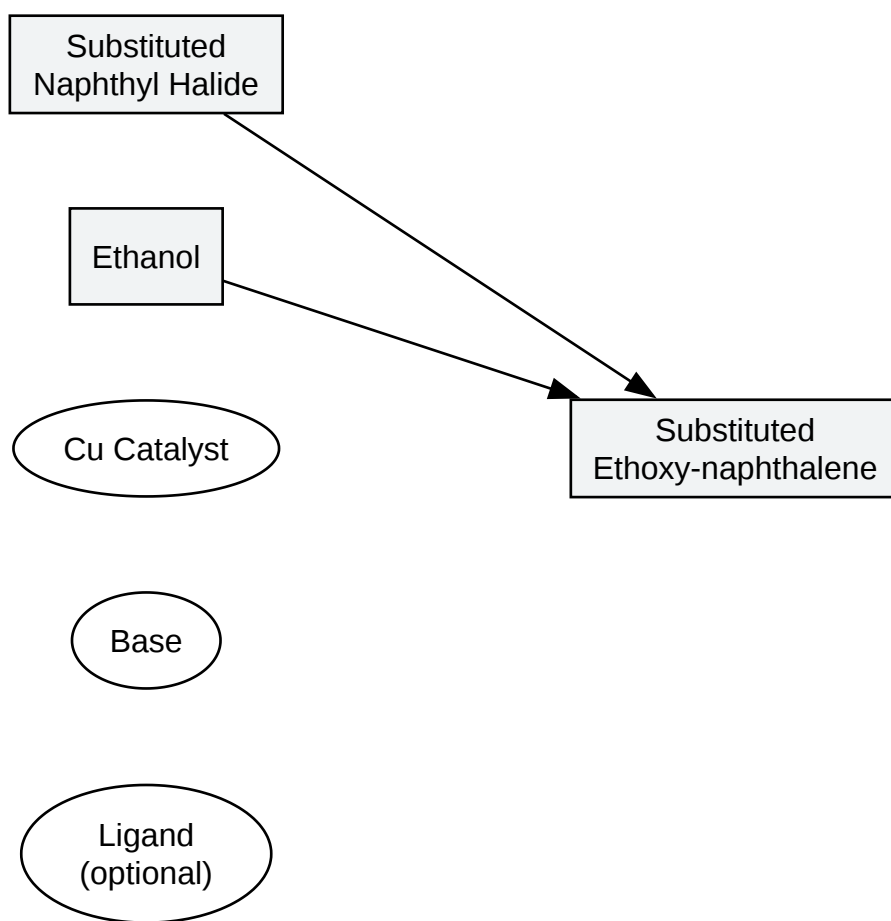 Substituted
Naphthyl Halide
Ethanol
Cu Catalyst
Substituted
Ethoxy-naphthalene
Base
Ligand
(optional)